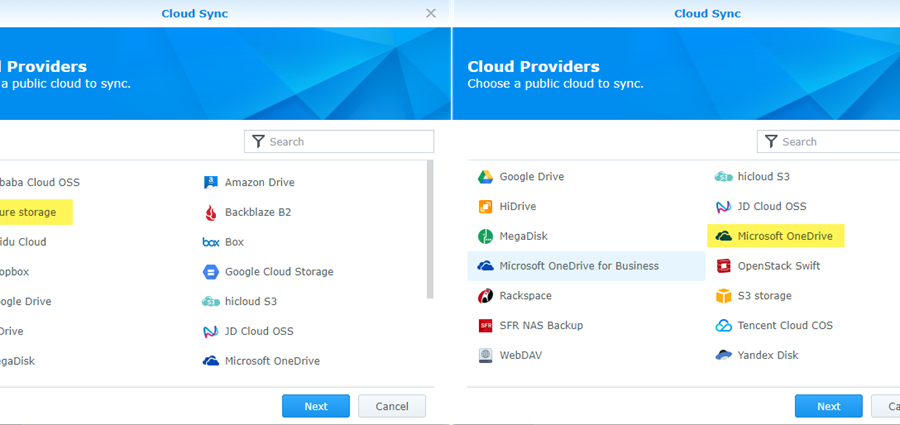 Cloud Sync
Providers
a public cloud to sync.
Search
baba Cloud OSS
Amazon Drive
ure storage
Backblaze B2
idu Cloud
box Box
opbox
Google Cloud Storage
ogle Drive
hicloud S3
Drive
JD Cloud OSS
egaDisk
Microsoft OneDrive
Next
Cancel
Cloud Sync
Cloud Providers
Choose a public cloud to sync.
Search
Google Drive
hicloud S3
HiDrive
JD Cloud OSS
MegaDisk
Microsoft OneDrive
Microsoft OneDrive for Business
OpenStack Swift
Rackspace
S3 storage
SFR SFR NAS Backup
Tencent Cloud COS
WebDAV
Yandex Disk
Next
Ca